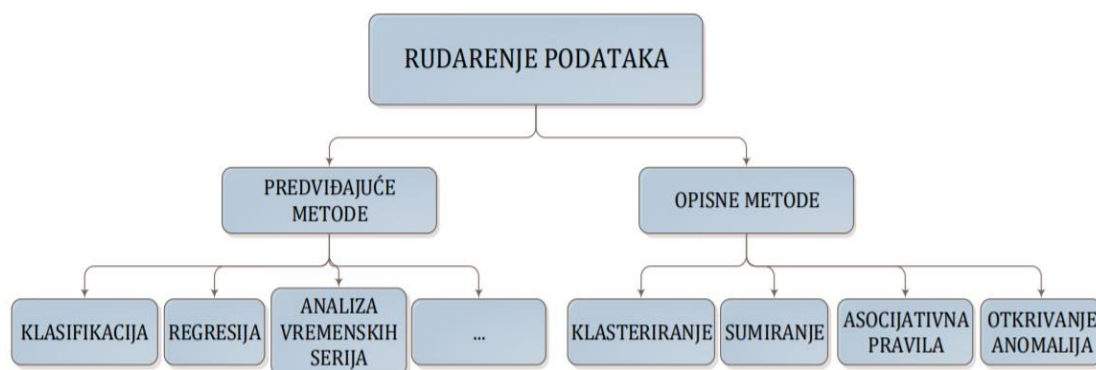 RUDARENJE PODATAKA
PREDVIĐAJUĆE
METODE
OPISNE METODE
KLASIFIKACIJA
REGRESIJA
ANALIZA
VREMENSKIH
SERIJA
...
KLASTERIRANJE
SUMIRANJE
ASOCIJATIVNA
PRAVILA
OTKRIVANJE
ANOMALIJA